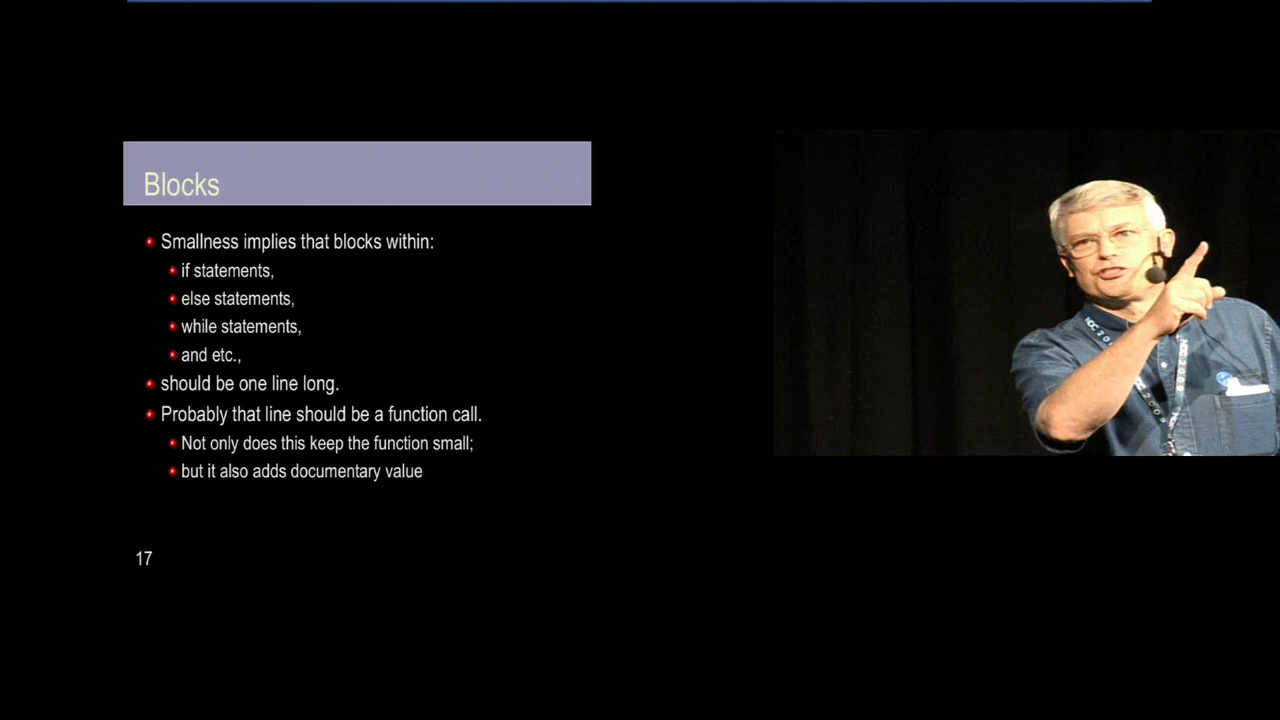 Blocks
Smallness implies that blocks within:
if statements,
else statements,
while statements,
and etc.,
should be one line long.
Probably that line should be a function call.
Not only does this keep the function small;
but it also adds documentary value
17